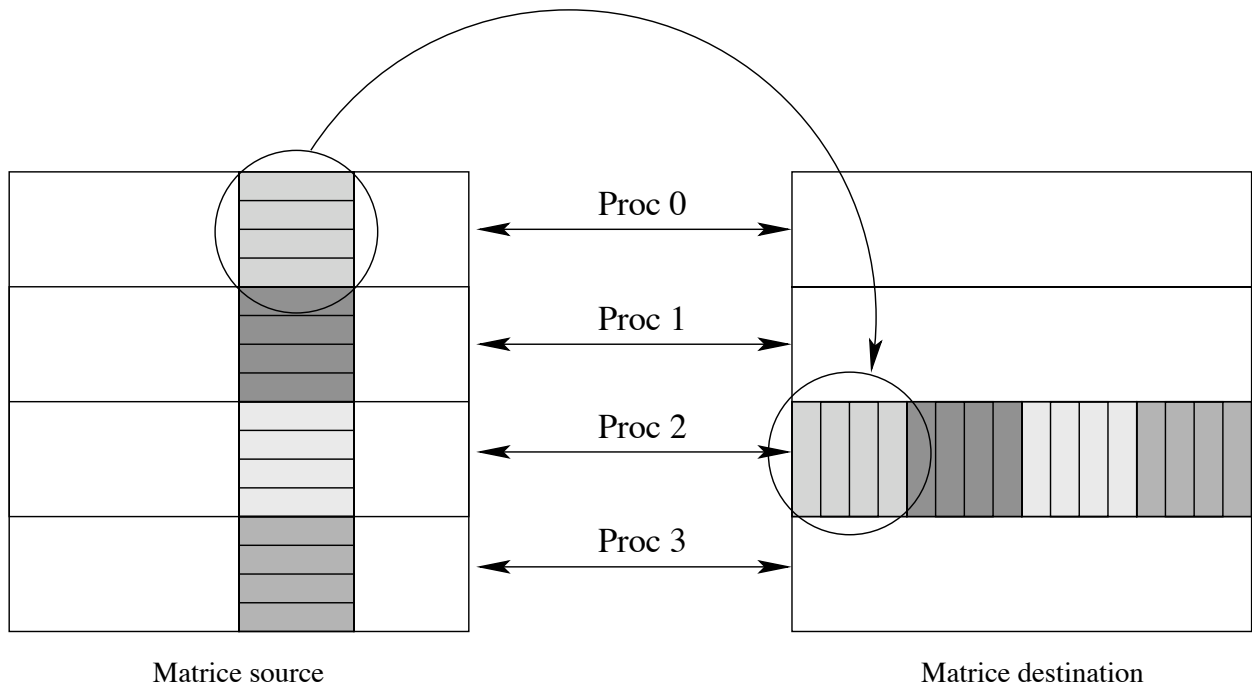 Proc 0
Proc 1
Proc 2
Proc 3
Matrice source
Matrice destination